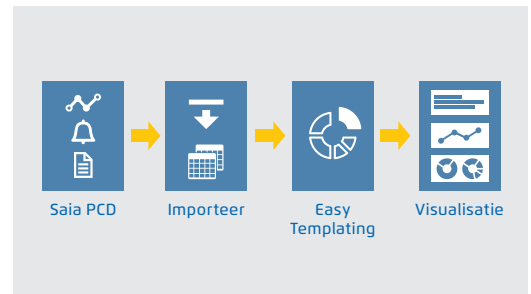 Saia PCD
Importeer
Easy
Templating
Visualisatie